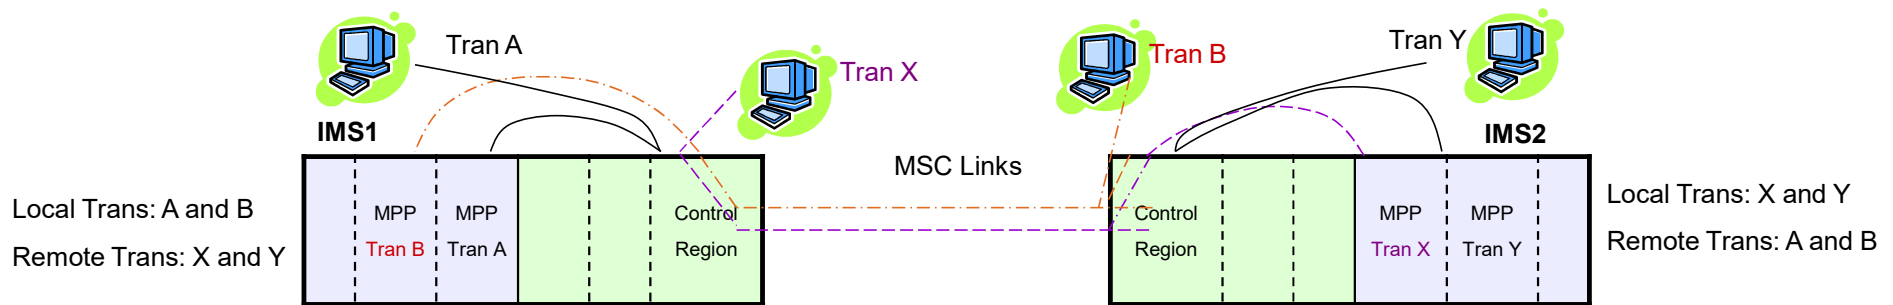 Tran A
Tran X
Tran B
Tran Y
IMS1
IMS2
MSC Links
Local Trans: A and B
Remote Trans: X and Y
MPP
Tran B
MPP
Tran A
Control
Region
Control
Region
MPP
Tran X
MPP
Tran Y
Local Trans: X and Y
Remote Trans: A and B